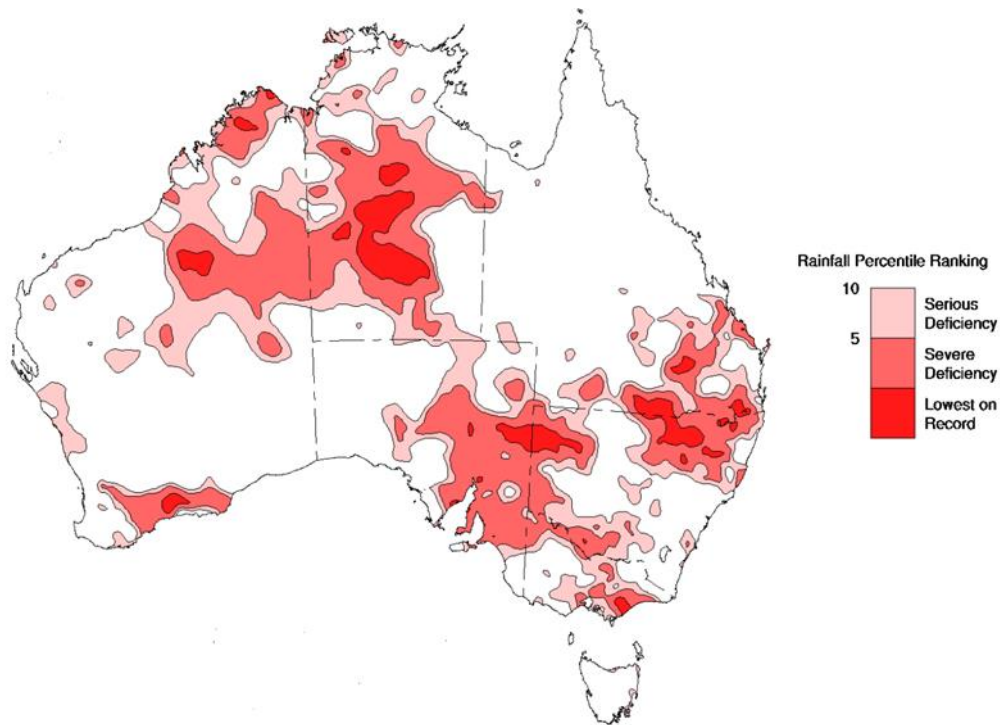 Rainfall Percentile Ranking
10
Serious
Deficiency
5
Severe
Deficiency
Lowest on
Record